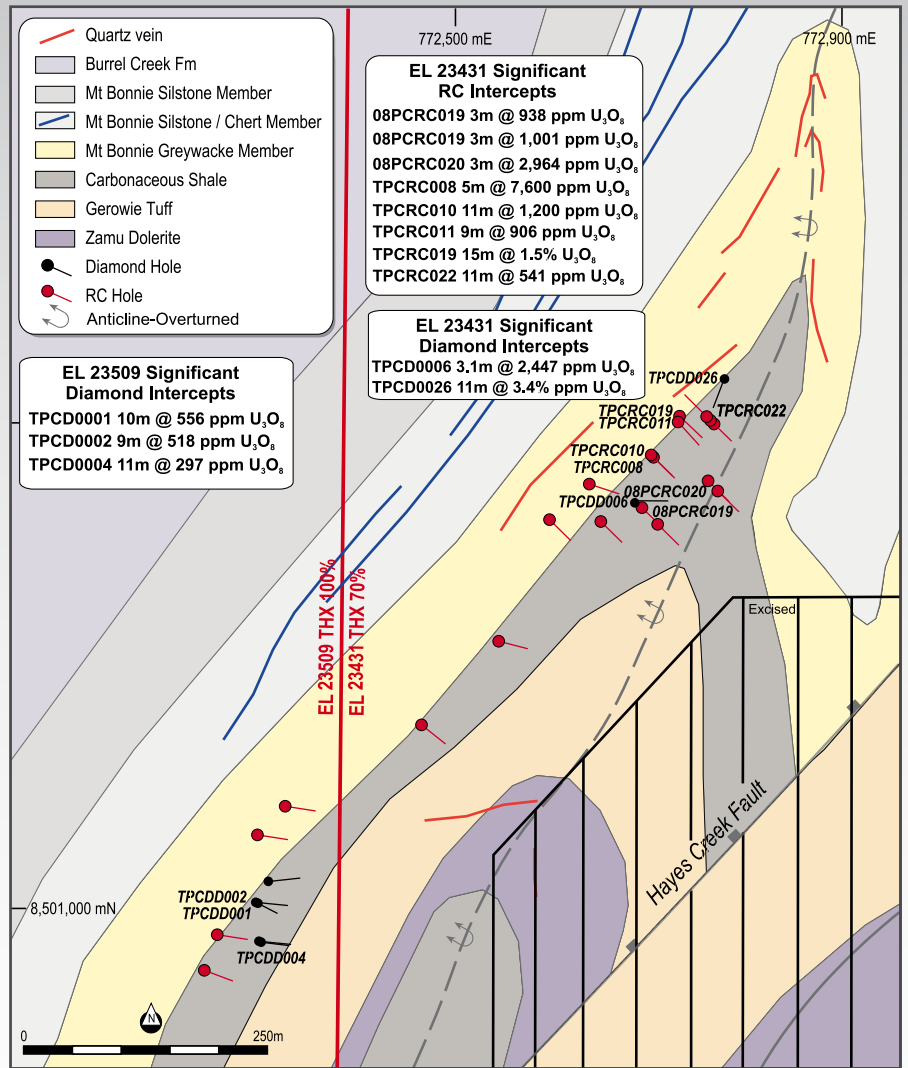 Quartz vein
Burrel Creek Fm
Mt Bonnie Silstone Member
Mt Bonnie Silstone / Chert Member
Mt Bonnie Greywacke Member
Carbonaceous Shale
Gerowie Tuff
Zamu Dolerite
Diamond Hole
RC Hole
Anticline-Overturned
772,500 mE
772,900 mE
EL 23431 Significant
RC Intercepts
08PCRC019 3m @ 938 ppm U₃O₈
08PCRC019 3m @ 1,001 ppm U₃O₈
08PCRC020 3m @ 2,964 ppm U₃O₈
TPCRC008 5m @ 7,600 ppm U₃O₈
TPCRC010 11m @ 1,200 ppm U₃O₈
TPCRC011 9m @ 906 ppm U₃O₈
TPCRC019 15m @ 1.5% U₃O₈
TPCRC022 11m @ 541 ppm U₃O₈
EL 23431 Significant
Diamond Intercepts
TPCD0006 3.1m @ 2,447 ppm U₃O₈
TPCD0026 11m @ 3.4% U₃O₈
EL 23509 Significant
Diamond Intercepts
TPCD0001 10m @ 556 ppm U₃O₈
TPCD0002 9m @ 518 ppm U₃O₈
TPCD0004 11m @ 297 ppm U₃O₈
TPCDD026
TPCRC019
TPCRC022
TPCRC011
TPCRC010
TPCRC008
08PCRC020
TPCDD006
08PCRC019
EL 23509 THX 100%
EL 23431 THX 70%
Excised
Hayes Creek Fault
TPCDD002
TPCDD001
8,501,000 mN
TPCDD004
N
0
250m